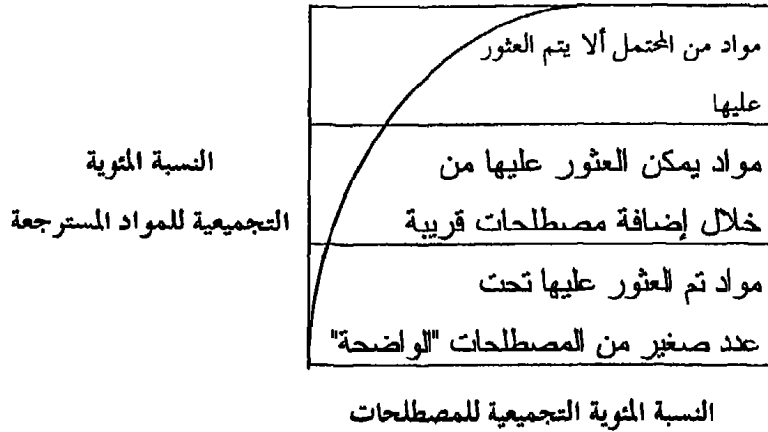 مواد من المحتمل ألا يتم العثور
عليها
مواد يمكن العثور عليها من
خلال إضافة مصطلحات قريبة
مواد تم العثور عليها تحت
عدد صغير من المصطلحات "الواضحة"
النسبة المئوية
التجميعية للمواد المسترجعة
النسبة المئوية التجميعية للمصطلحات